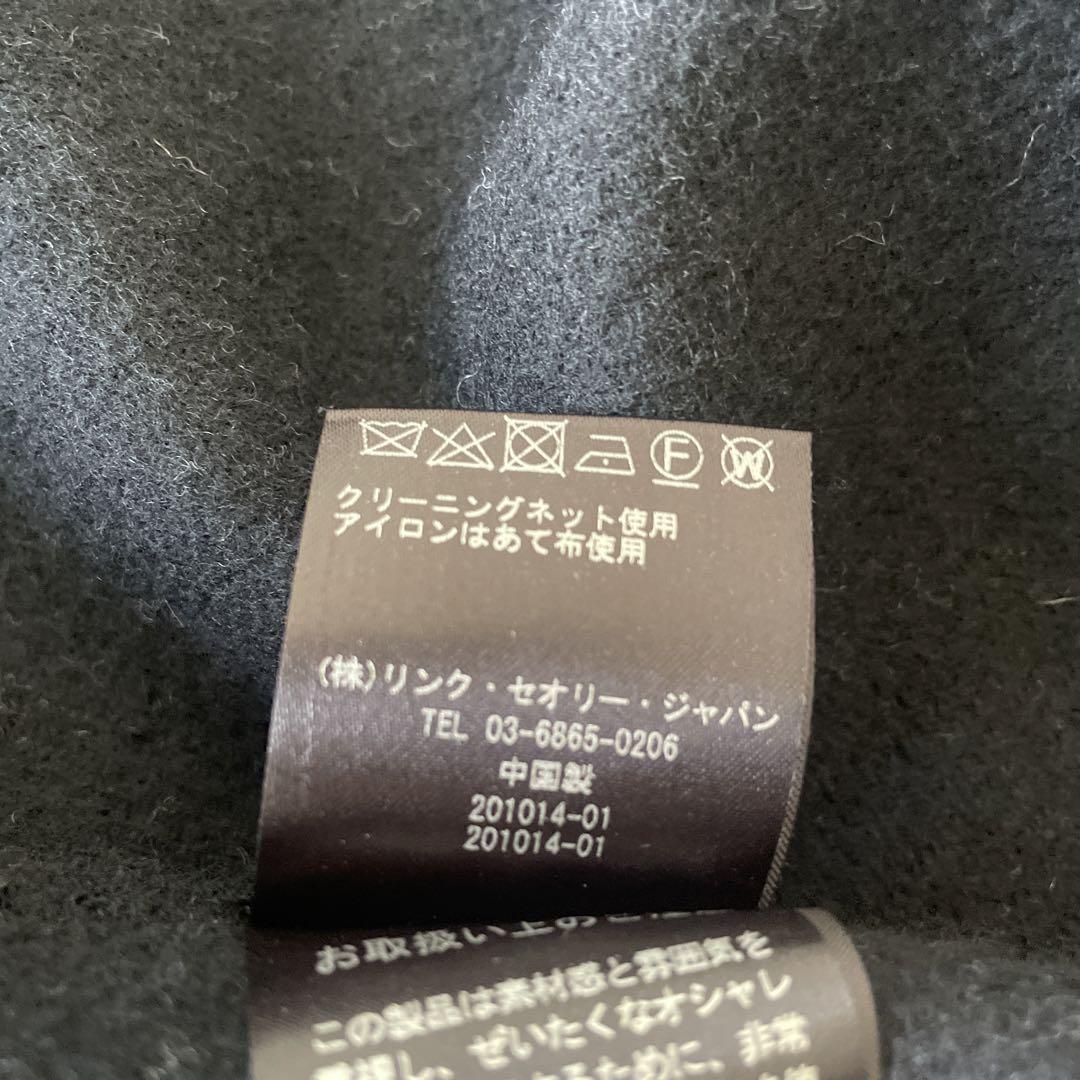 F W
クリーニングネット使用
アイロンはあて布使用
(株)リンク・セオリー・ジャパン
TEL 03-6865-0206
中国製
201014-01
201014-01
お取扱い上の
この製品は素材感と雰囲気を
し、ぜいたくなオシャレ
ために、非常